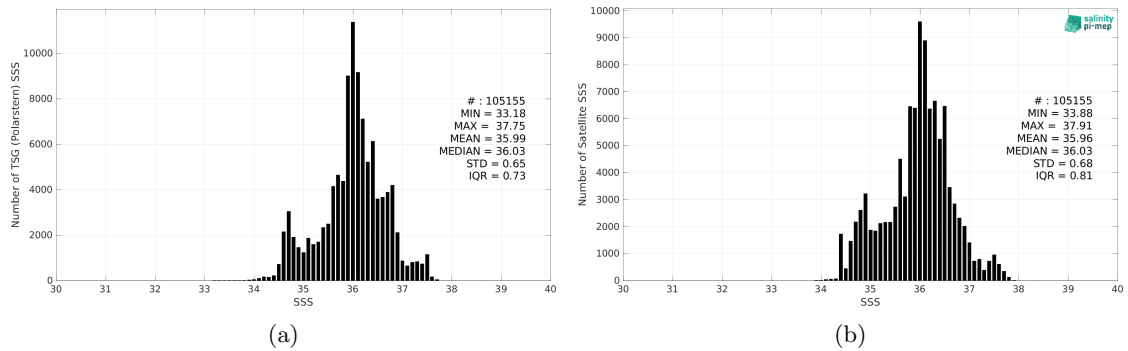 Number of TSG (Polarstern) SSS
10000
8000
6000
4000
2000
0
30 31 32 33 34 35 36 37 38 39 40
SSS
# : 105155
MIN = 33.18
MAX = 37.75
MEAN = 35.99
MEDIAN = 36.03
STD = 0.65
IQR = 0.73
(a)
Number of Satellite SSS
10000
9000
8000
7000
6000
5000
4000
3000
2000
1000
0
30 31 32 33 34 35 36 37 38 39 40
SSS
salinity
pi-mep
# : 105155
MIN = 33.88
MAX = 37.91
MEAN = 35.96
MEDIAN = 36.03
STD = 0.68
IQR = 0.81
(b)